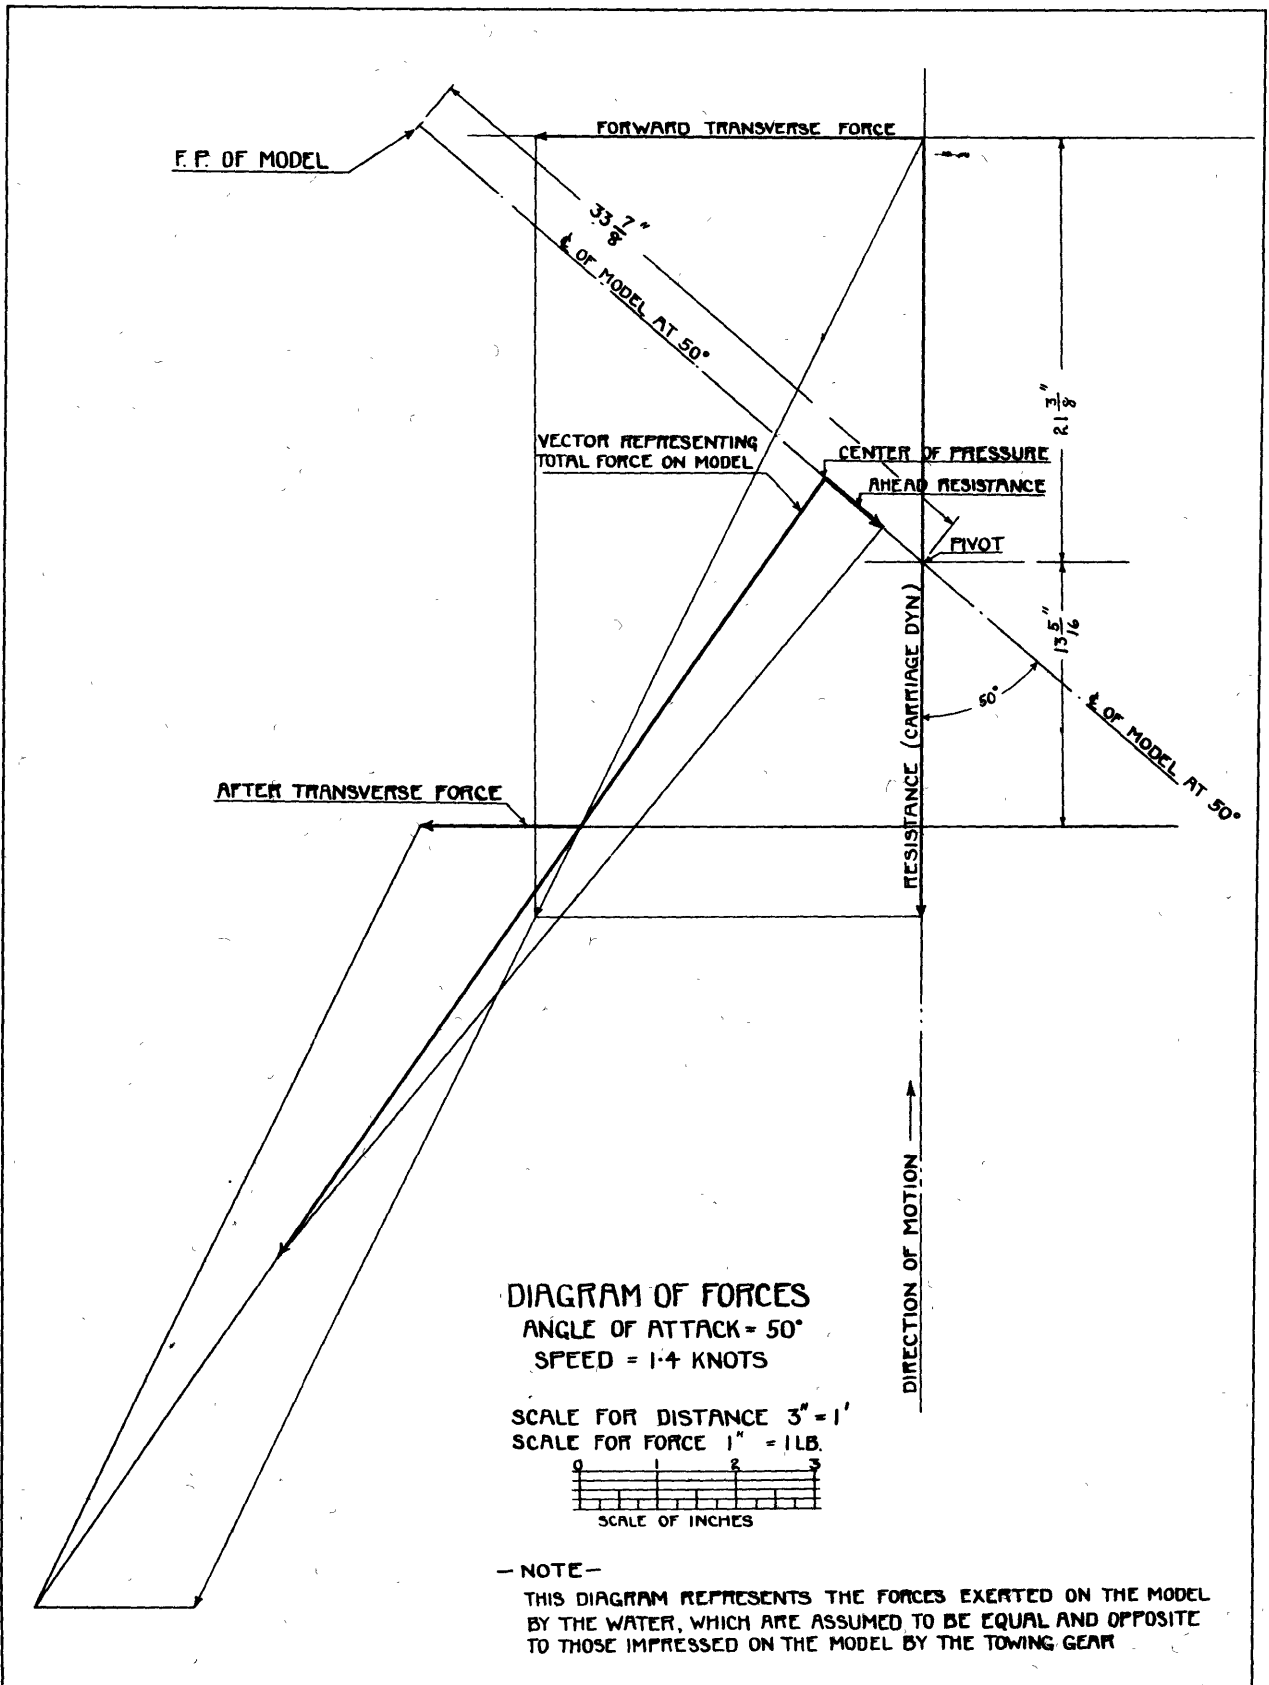 FORWARD TRANSVERSE FORCE
F. P. OF MODEL
33 7/8"
℄ OF MODEL AT 50°
21 3/8"
VECTOR REPRESENTING
TOTAL FORCE ON MODEL
CENTER OF PRESSURE
AHEAD RESISTANCE
PIVOT
13 5/16"
RESISTANCE (CARRIAGE DYN)
50°
℄ OF MODEL AT 50°
AFTER TRANSVERSE FORCE
DIRECTION OF MOTION
DIAGRAM OF FORCES
ANGLE OF ATTACK = 50°
SPEED = 1·4 KNOTS
SCALE FOR DISTANCE 3" = 1'
SCALE FOR FORCE 1" = 1 LB.
0 1 2 3
SCALE OF INCHES
— NOTE —
THIS DIAGRAM REPRESENTS THE FORCES EXERTED ON THE MODEL
BY THE WATER, WHICH ARE ASSUMED TO BE EQUAL AND OPPOSITE
TO THOSE IMPRESSED ON THE MODEL BY THE TOWING GEAR